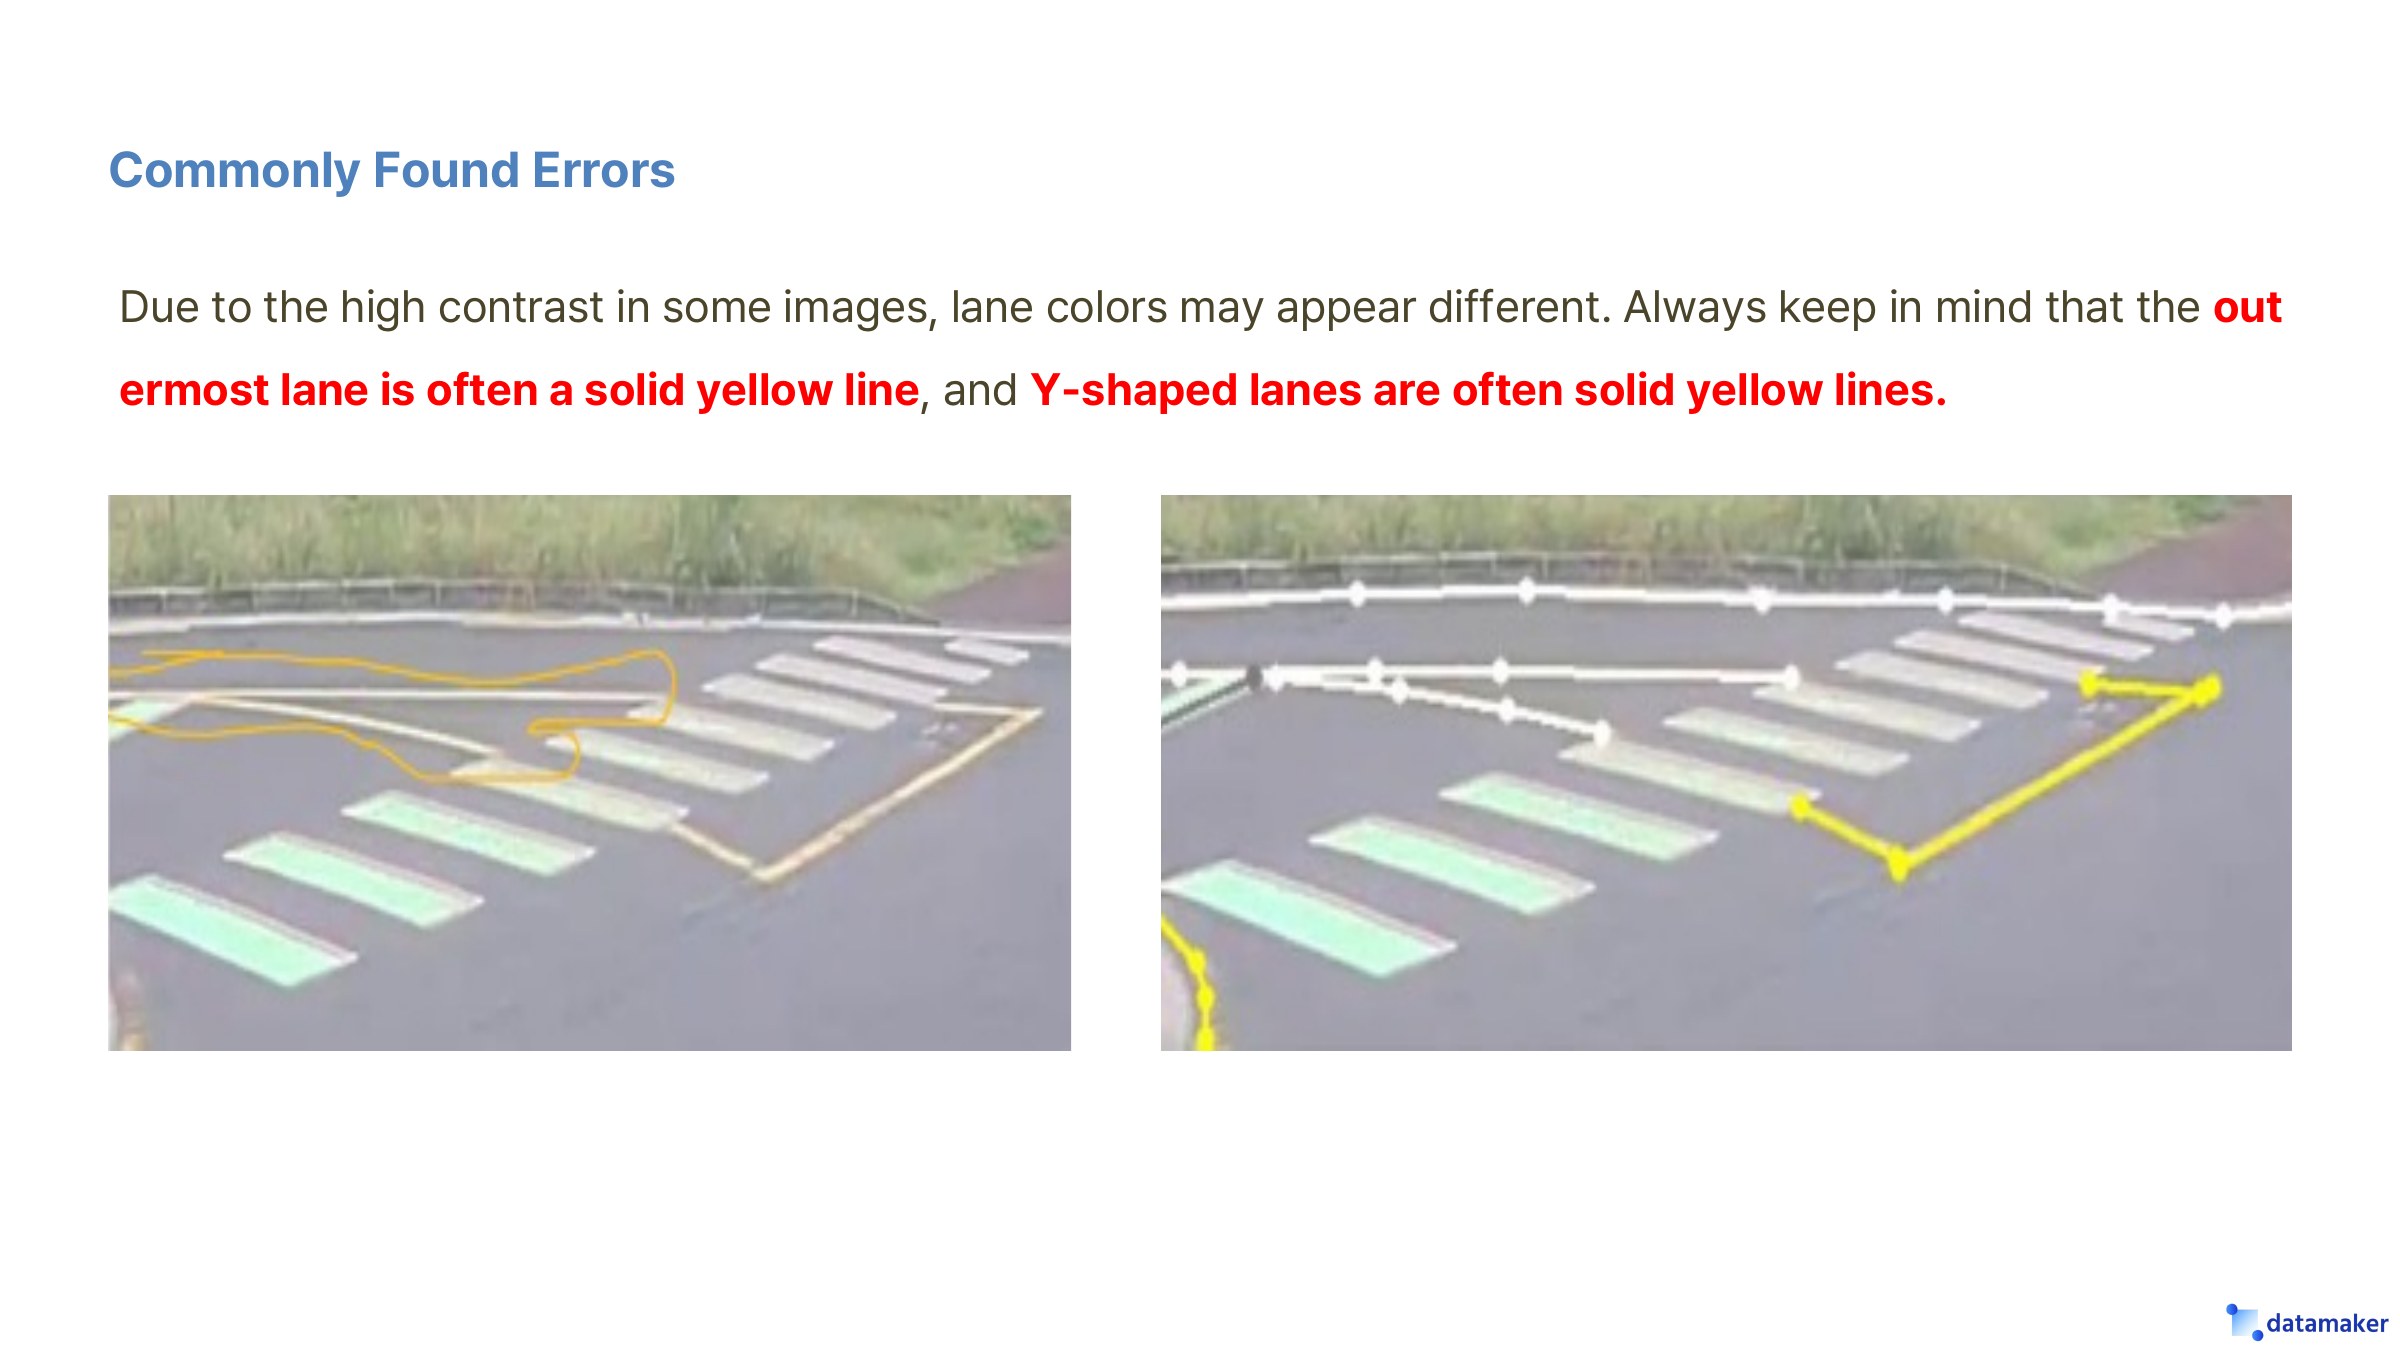 Commonly Found Errors
Due to the high contrast in some images, lane colors may appear different. Always keep in mind that the out
ermost lane is often a solid yellow line, and Y-shaped lanes are often solid yellow lines.
datamaker